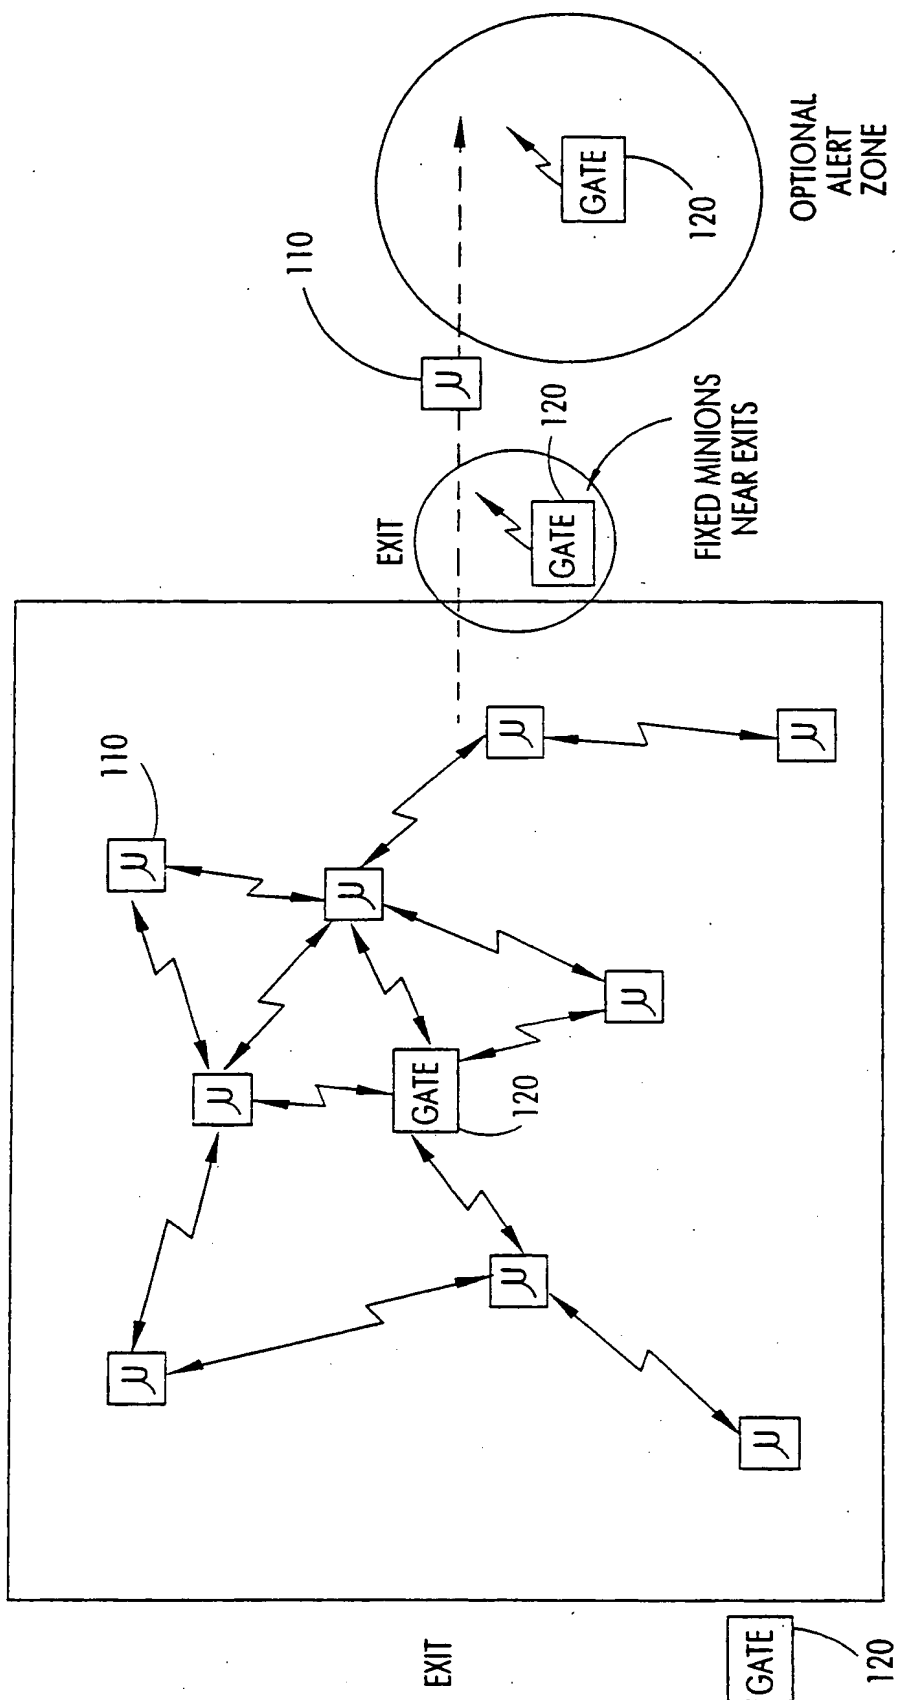 110
μ
μ
μ
110
μ
EXIT
GATE
EXIT
μ
μ
μ
120
120
GATE
GATE
μ
120
FIXED MINIONS
NEAR EXITS
GATE
μ
μ
OPTIONAL
ALERT
ZONE
120